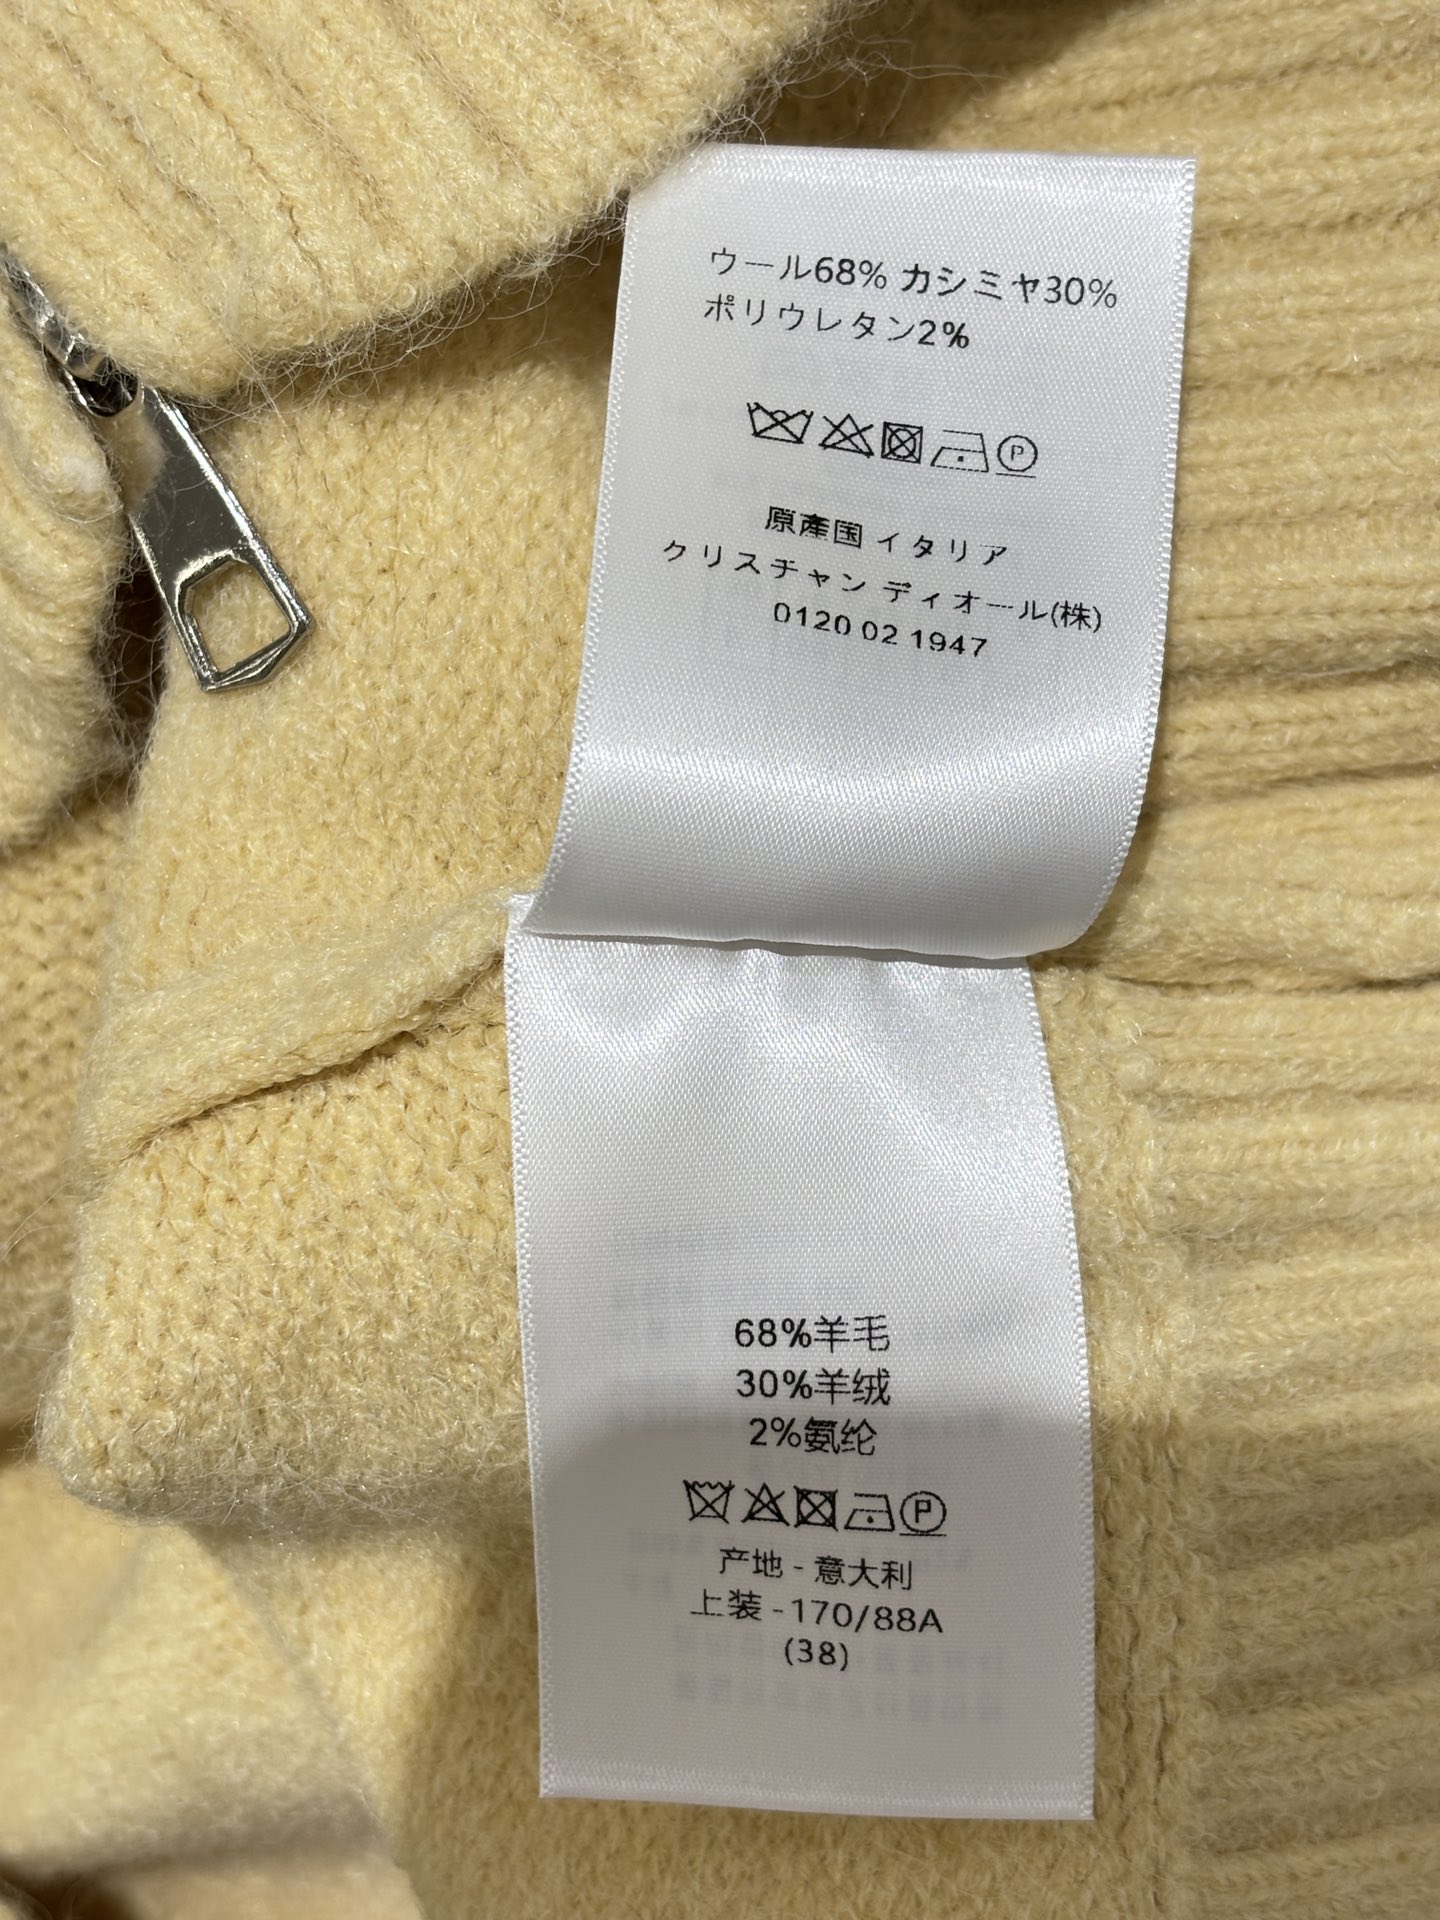 ウール68% カシミヤ30%
ポリウレタン2%
P
原産国 イタリア
クリスチャン ディオール(株)
0120 02 1947
68%羊毛
30%羊绒
2%氨纶
P
产地 - 意大利
上装 - 170/88A
(38)